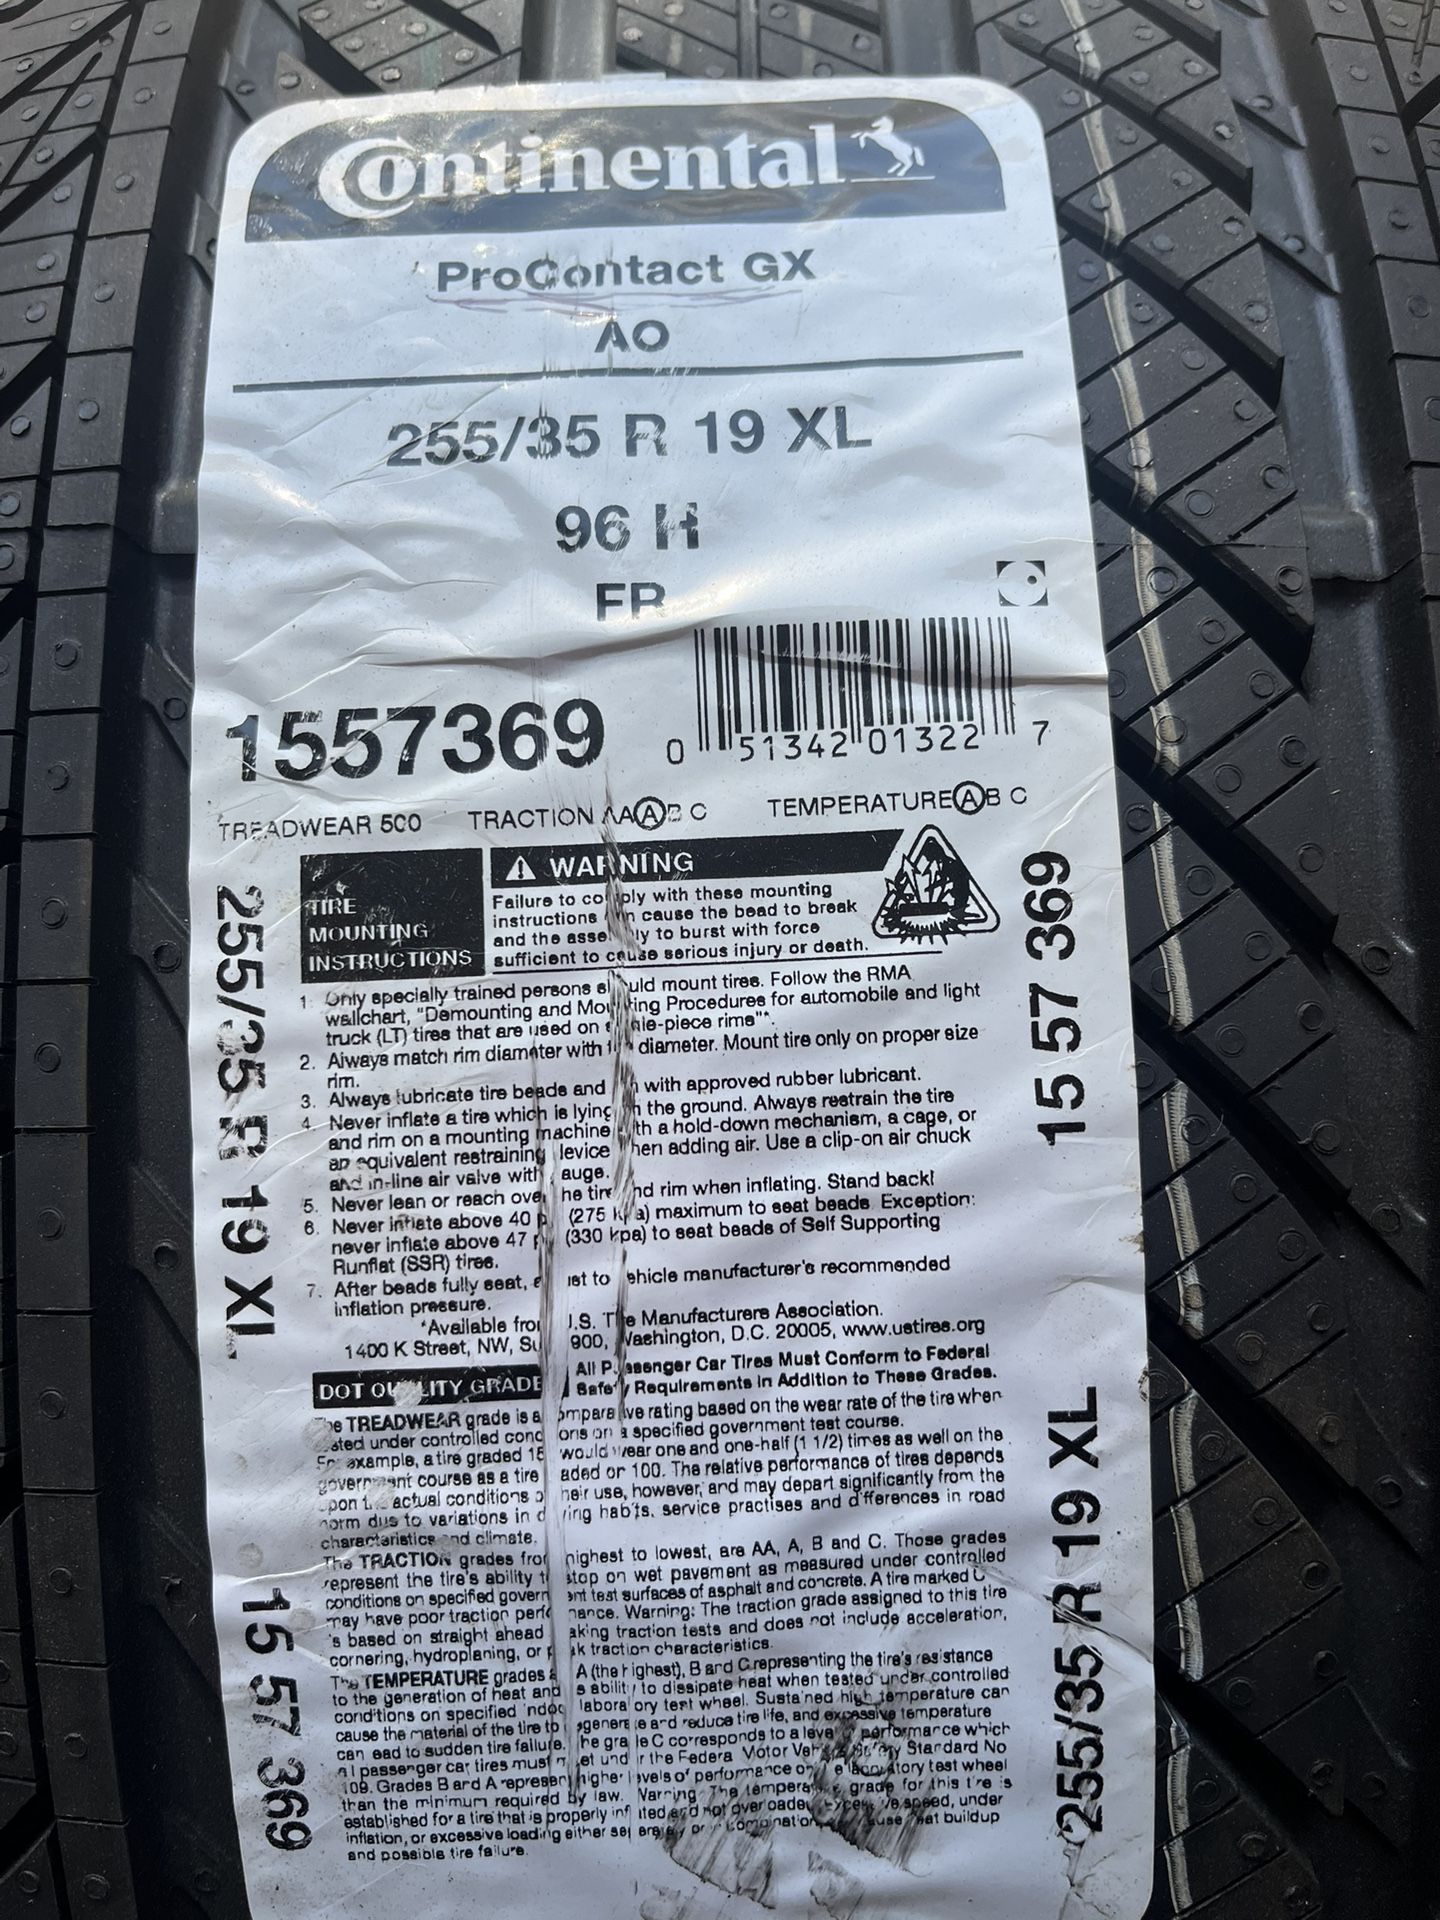 Continental
ProContact GX
AO
255/35 R 19 XL
96 H
FR
1557369
0 51342 01322 7
TREADWEAR 500 TRACTION AA A B C TEMPERATURE A B C
TIRE
MOUNTING
INSTRUCTIONS
WARNING
Failure to comply with these mounting
instructions can cause the bead to break
and the assembly to burst with force
sufficient to cause serious injury or death.
1. Only specially trained persons should mount tires. Follow the RMA
wallchart, "Demounting and Mounting Procedures for automobile and light
truck (LT) tires that are used on single-piece rims"*.
2. Always match rim diameter with tire diameter. Mount tire only on proper size
rim.
3. Always lubricate tire beads and rim with approved rubber lubricant.
4. Never inflate a tire which is lying on the ground. Always restrain the tire
and rim on a mounting machine with a hold-down mechanism, a cage, or
an equivalent restraining device when adding air. Use a clip-on air chuck
and in-line air valve with gauge.
5. Never lean or reach over the tire and rim when inflating. Stand back!
6. Never inflate above 40 psi (275 kpa) maximum to seat beads. Exception:
never inflate above 47 psi (330 kpa) to seat beads of Self Supporting
Runflat (SSR) tires.
7. After beads fully seat, adjust to vehicle manufacturer's recommended
inflation pressure.
*Available from U.S. Tire Manufacturers Association.
1400 K Street, NW, Suite 900, Washington, D.C. 20005, www.ustires.org
DOT QUALITY GRADE
All Passenger Car Tires Must Conform to Federal
Safety Requirements In Addition to These Grades.
The TREADWEAR grade is a comparative rating based on the wear rate of the tire when
tested under controlled conditions on a specified government test course.
For example, a tire graded 15 would wear one and one-half (1 1/2) times as well on the
government course as a tire graded or 100. The relative performance of tires depends
upon the actual conditions of their use, however, and may depart significantly from the
norm due to variations in driving habits, service practises and differences in road
characteristics and climate.
The TRACTION grades from highest to lowest, are AA, A, B and C. Those grades
represent the tire's ability to stop on wet pavement as measured under controlled
conditions on specified government test surfaces of asphalt and concrete. A tire marked C
may have poor traction performance. Warning: The traction grade assigned to this tire
is based on straight ahead braking traction tests and does not include acceleration,
cornering, hydroplaning, or peak traction characteristics.
The TEMPERATURE grades A (the highest), B and C representing the tire's resistance
to the generation of heat and its ability to dissipate heat when tested under controlled
conditions on specified indoor laboratory test wheel. Sustained high temperature can
cause the material of the tire to degenerate and reduce tire life, and excessive temperature
can lead to sudden tire failure. The grade C corresponds to a level of performance which
all passenger car tires must meet under the Federal Motor Vehicle Safety Standard No
109. Grades B and A represent higher levels of performance on the laboratory test wheel
than the minimum required by law. Warning: The temperature grade for this tire is
established for a tire that is properly inflated and not overloaded. Excessive speed, under
inflation, or excessive loading either separately or in combination, can cause heat buildup
and possible tire failure.
255/35 R 19 XL
15 57 369
15 57 369
255/35 R 19 XL